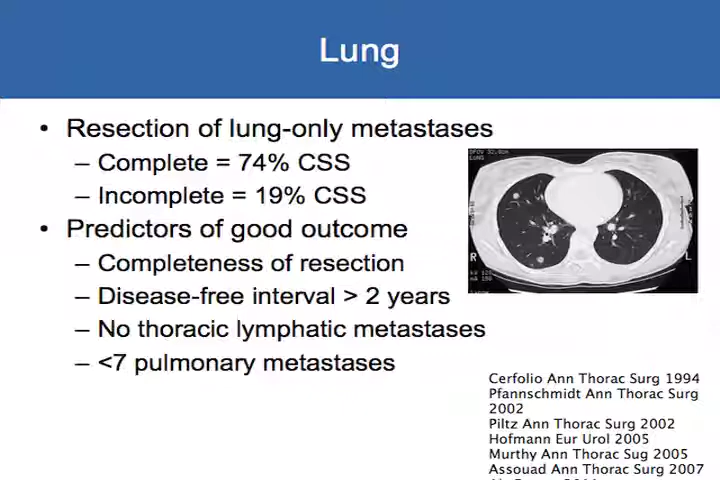 Lung
• Resection of lung-only metastases
– Complete = 74% CSS
– Incomplete = 19% CSS
• Predictors of good outcome
– Completeness of resection
– Disease-free interval > 2 years
– No thoracic lymphatic metastases
– <7 pulmonary metastases
R
L
Cerfolio Ann Thorac Surg 1994
Pfannschmidt Ann Thorac Surg
2002
Piltz Ann Thorac Surg 2002
Hofmann Eur Urol 2005
Murthy Ann Thorac Sug 2005
Assouad Ann Thorac Surg 2007